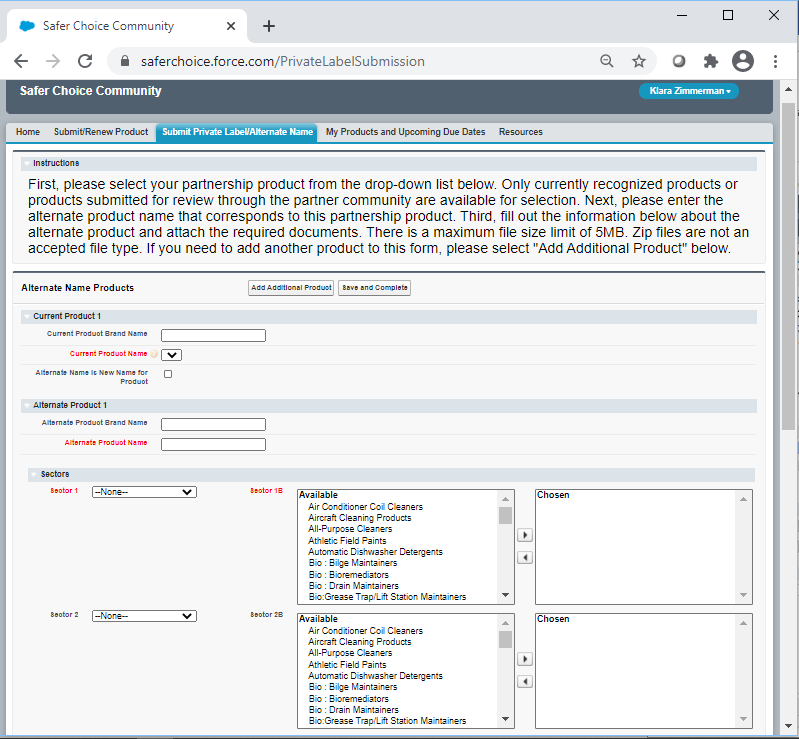 Safer Choice Community
saferchoice.force.com/PrivateLabelSubmission
Safer Choice Community
Klara Zimmerman
Home Submit/Renew Product Submit Private Label/Alternate Name My Products and Upcoming Due Dates Resources
Instructions
First, please select your partnership product from the drop-down list below. Only currently recognized products or
products submitted for review through the partner community are available for selection. Next, please enter the
alternate product name that corresponds to this partnership product. Third, fill out the information below about the
alternate product and attach the required documents. There is a maximum file size limit of 5MB. Zip files are not an
accepted file type. If you need to add another product to this form, please select "Add Additional Product" below.
Alternate Name Products Add Additional Product Save and Complete
Current Product 1
Current Product Brand Name
Current Product Name
Alternate Name is New Name for
Product
Alternate Product 1
Alternate Product Brand Name
Alternate Product Name
Sectors
Sector 1 --None-- Sector 1B Available Chosen
Air Conditioner Coil Cleaners
Aircraft Cleaning Products
All-Purpose Cleaners
Athletic Field Paints
Automatic Dishwasher Detergents
Bio : Bilge Maintainers
Bio : Bioremediators
Bio : Drain Maintainers
Bio:Grease Trap/Lift Station Maintainers
Sector 2 --None-- Sector 2B Available Chosen
Air Conditioner Coil Cleaners
Aircraft Cleaning Products
All-Purpose Cleaners
Athletic Field Paints
Automatic Dishwasher Detergents
Bio : Bilge Maintainers
Bio : Bioremediators
Bio : Drain Maintainers
Bio:Grease Trap/Lift Station Maintainers